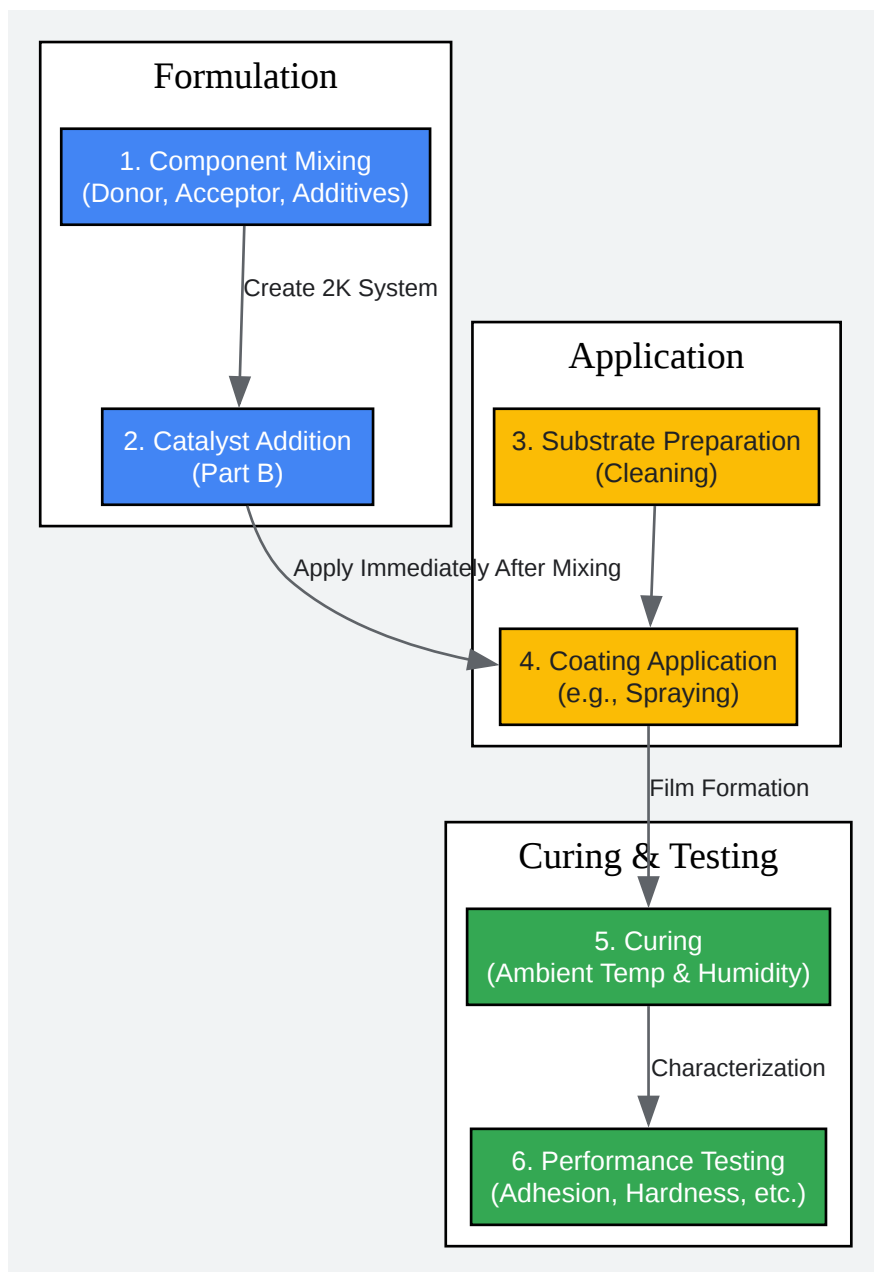 Formulation
1. Component Mixing
(Donor, Acceptor, Additives)
Create 2K System
2. Catalyst Addition
(Part B)
Application
3. Substrate Preparation
(Cleaning)
Apply Immediately After Mixing
4. Coating Application
(e.g., Spraying)
Film Formation
Curing & Testing
5. Curing
(Ambient Temp & Humidity)
Characterization
6. Performance Testing
(Adhesion, Hardness, etc.)